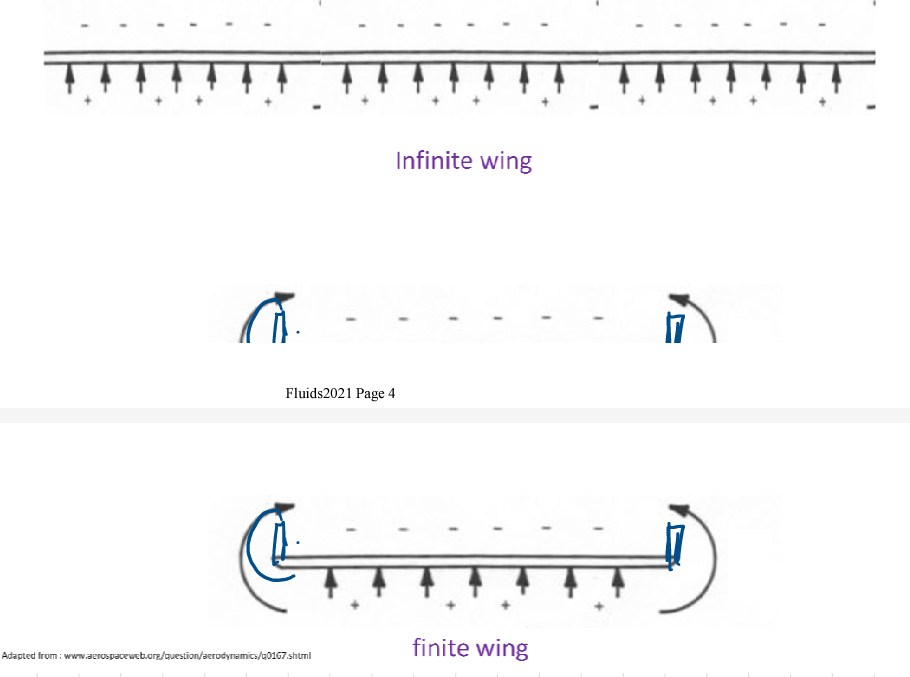 - - - - - - - - - - - - - - - - - -
+ + + + + + + + + + + +
Infinite wing
- - - - - -
Fluids2021 Page 4
- - - - - -
+ + + +
finite wing
Adapted from : www.aerospaceweb.org/question/aerodynamics/q0167.shtml